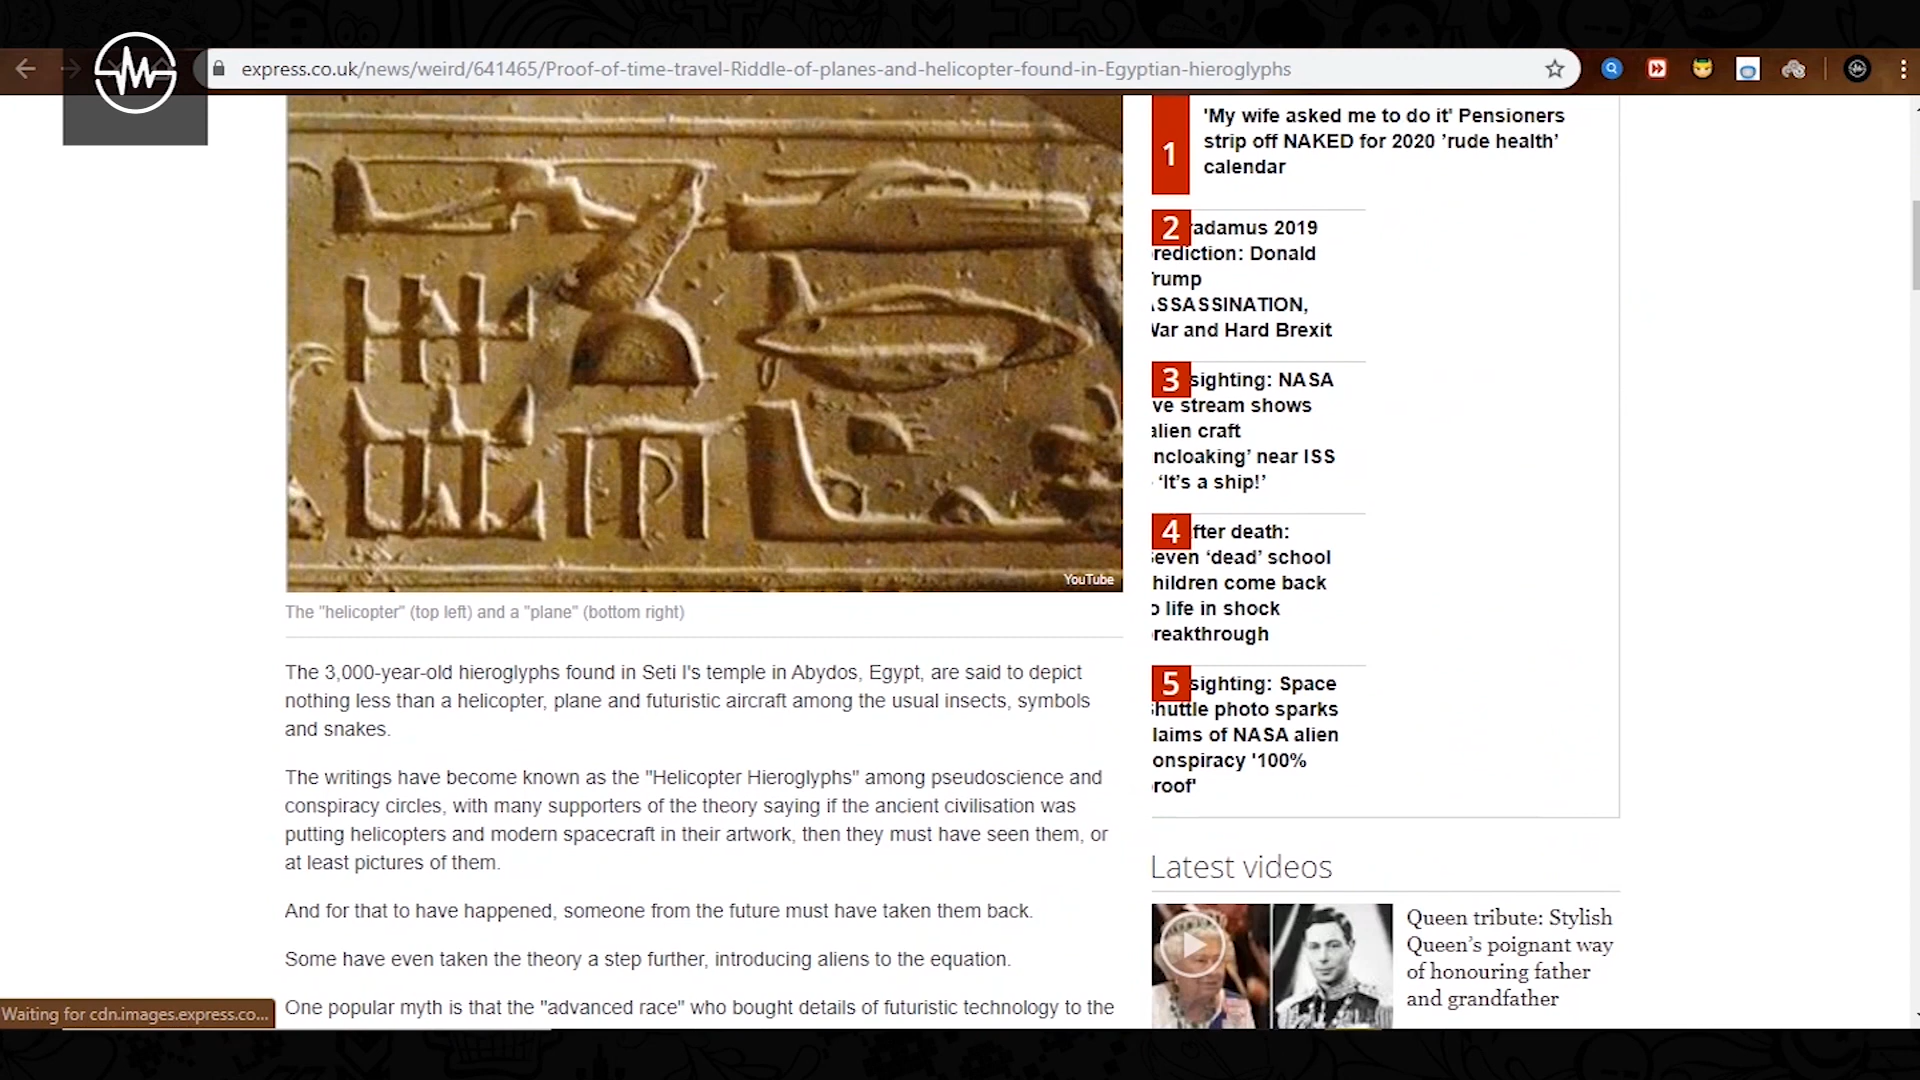 express.co.uk/news/weird/641465/Proof-of-time-travel-Riddle-of-planes-and-helicopter-found-in-Egyptian-hieroglyphs
YouTube
The "helicopter" (top left) and a "plane" (bottom right)
The 3,000-year-old hieroglyphs found in Seti I's temple in Abydos, Egypt, are said to depict
nothing less than a helicopter, plane and futuristic aircraft among the usual insects, symbols
and snakes.
The writings have become known as the "Helicopter Hieroglyphs" among pseudoscience and
conspiracy circles, with many supporters of the theory saying if the ancient civilisation was
putting helicopters and modern spacecraft in their artwork, then they must have seen them, or
at least pictures of them.
And for that to have happened, someone from the future must have taken them back.
Some have even taken the theory a step further, introducing aliens to the equation.
One popular myth is that the "advanced race" who bought details of futuristic technology to the
1
'My wife asked me to do it' Pensioners
strip off NAKED for 2020 ’rude health’
calendar
2
radamus 2019
rediction: Donald
rump
ASSASSINATION,
War and Hard Brexit
3
sighting: NASA
ve stream shows
alien craft
ncloaking’ near ISS
‘It’s a ship!’
4
fter death:
Seven ‘dead’ school
hildren come back
o life in shock
reakthrough
5
sighting: Space
huttle photo sparks
laims of NASA alien
onspiracy '100%
roof'
Latest videos
Queen tribute: Stylish
Queen’s poignant way
of honouring father
and grandfather
Waiting for cdn.images.express.co...